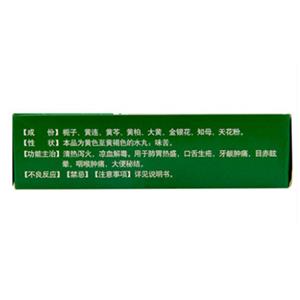 【成　份】栀子、黄连、黄芩、黄柏、大黄、金银花、知母、天花粉。
【性　状】本品为黄色至黄褐色的水丸；味苦。
【功能主治】清热泻火，凉血解毒。用于肺胃热盛，口舌生疮，牙龈肿痛，目赤眩
晕，咽喉肿痛，大便秘结。
【不良反应】【禁忌】【注意事项】详见说明书。